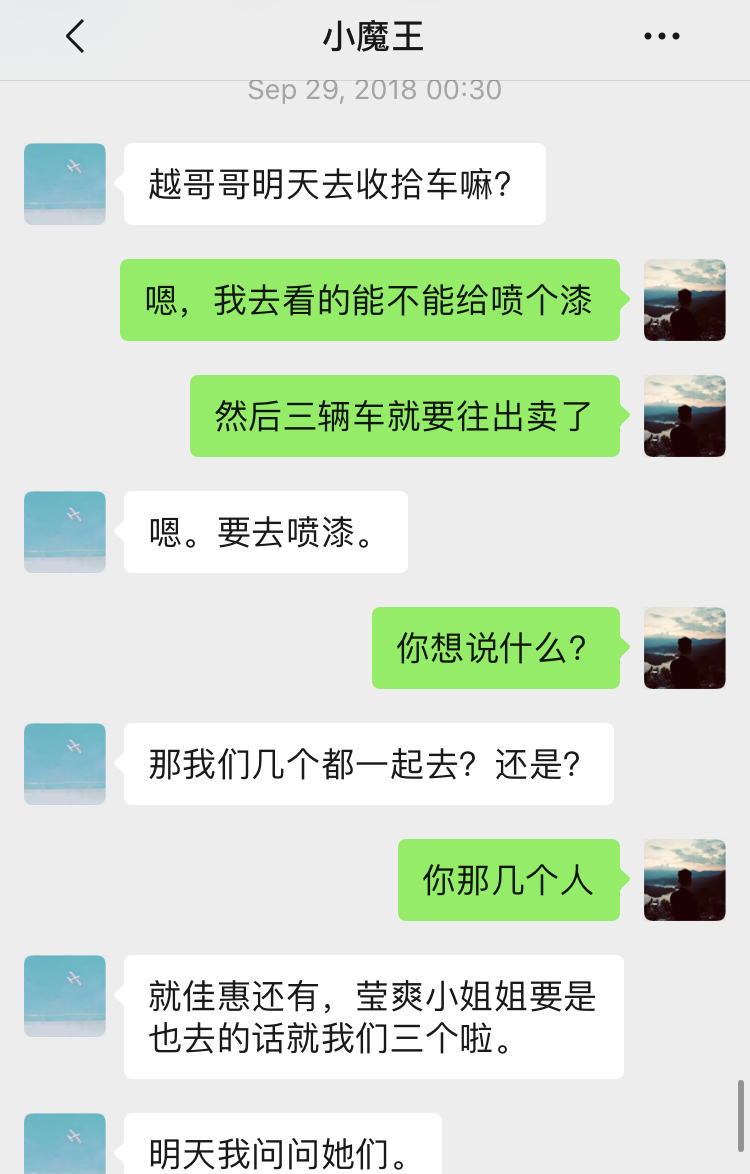 小魔王
Sep 29, 2018 00:30
越哥哥明天去收拾车嘛?
嗯，我去看的能不能给喷个漆
然后三辆车就要往出卖了
嗯。要去喷漆。
你想说什么?
那我们几个都一起去? 还是?
你那几个人
就佳惠还有，莹爽小姐姐要是
也去的话就我们三个啦。
明天我问问她们。